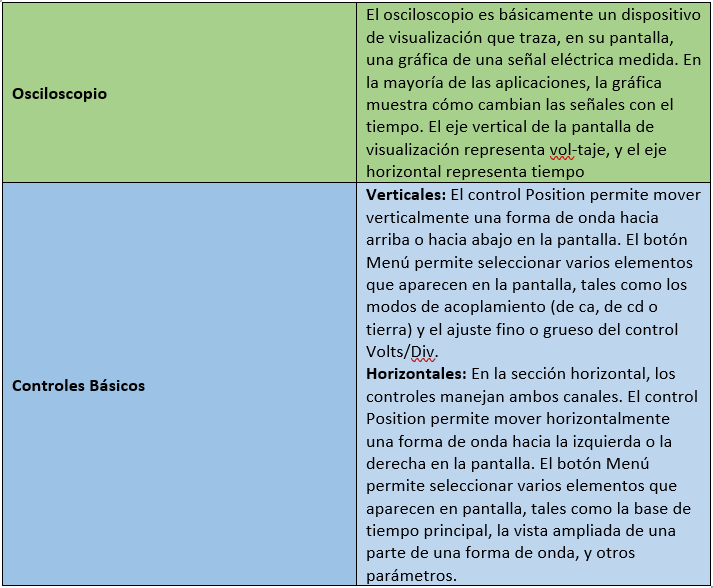 Osciloscopio
El osciloscopio es básicamente un dispositivo
de visualización que traza, en su pantalla,
una gráfica de una señal eléctrica medida. En
la mayoría de las aplicaciones, la gráfica
muestra cómo cambian las señales con el
tiempo. El eje vertical de la pantalla de
visualización representa vol-taje, y el eje
horizontal representa tiempo
Controles Básicos
Verticales: El control Position permite mover
verticalmente una forma de onda hacia
arriba o hacia abajo en la pantalla. El botón
Menú permite seleccionar varios elementos
que aparecen en la pantalla, tales como los
modos de acoplamiento (de ca, de cd o
tierra) y el ajuste fino o grueso del control
Volts/Div.
Horizontales: En la sección horizontal, los
controles manejan ambos canales. El control
Position permite mover horizontalmente
una forma de onda hacia la izquierda o la
derecha en la pantalla. El botón Menú
permite seleccionar varios elementos que
aparecen en pantalla, tales como la base de
tiempo principal, la vista ampliada de una
parte de una forma de onda, y otros
parámetros.